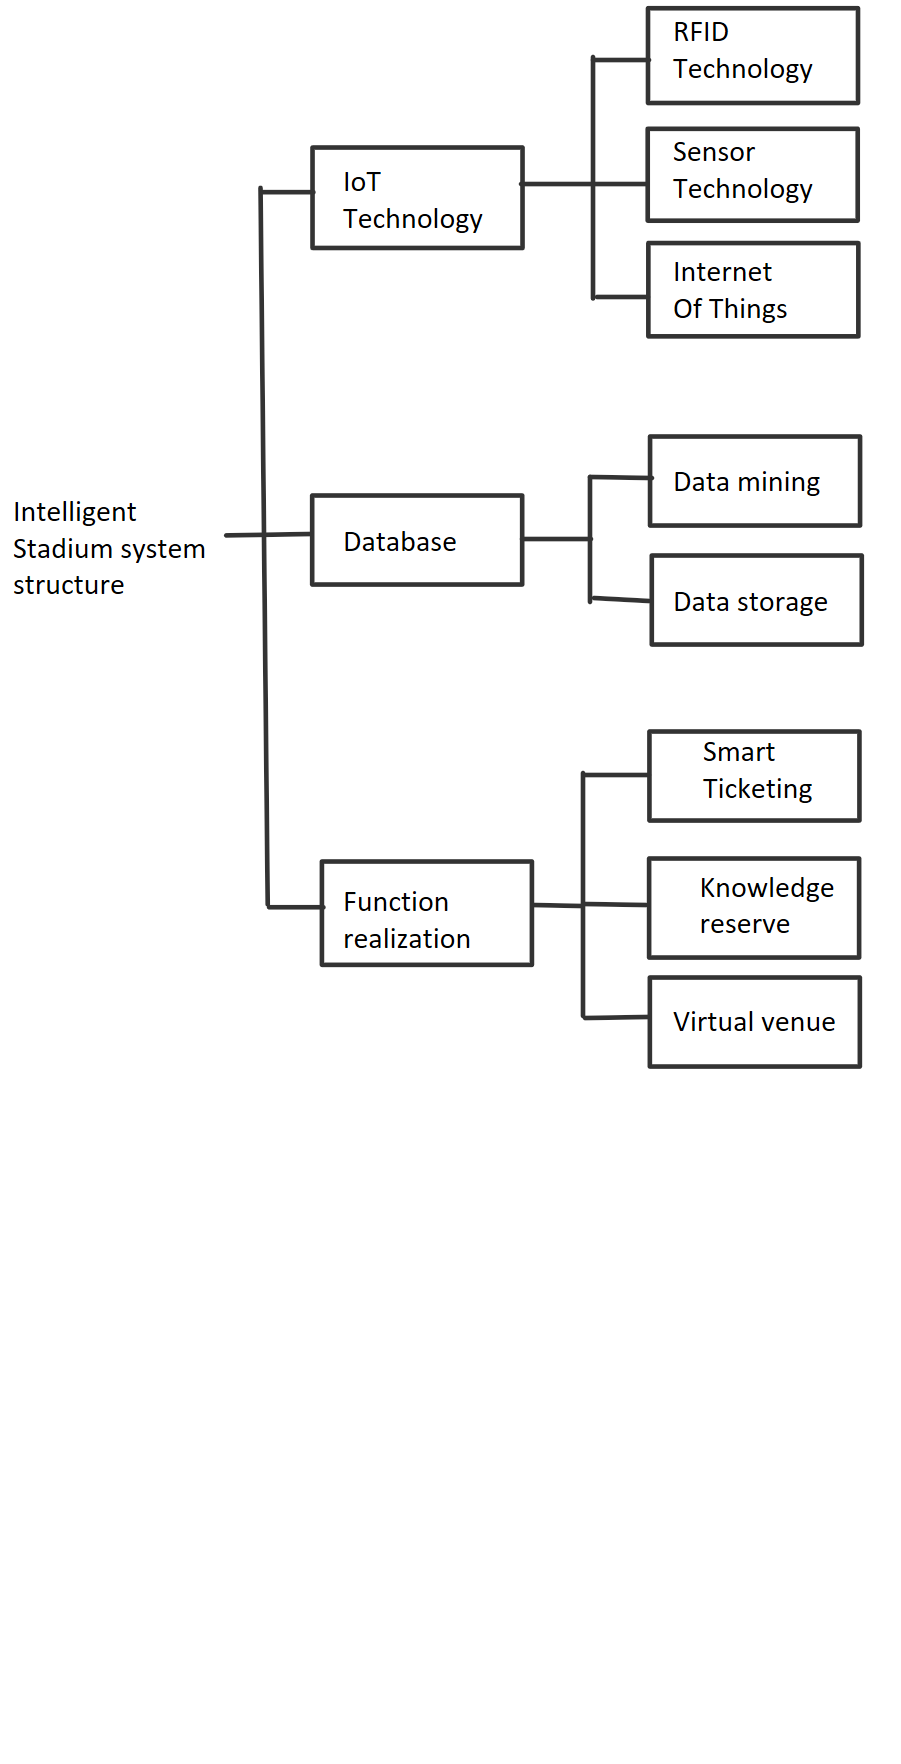 RFID
Technology
Sensor
Technology
IoT
Technology
Internet
Of Things
Data mining
Intelligent
Stadium system
structure
Database
Data storage
Smart
Ticketing
Function
realization
Knowledge
reserve
Virtual venue